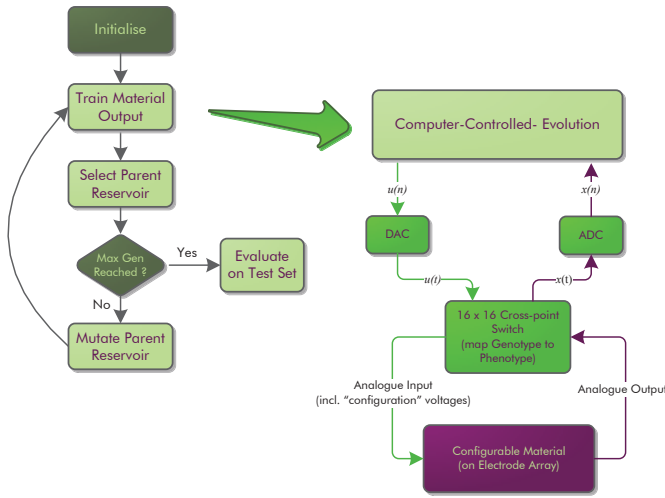 Initialise
Train Material
Output
Select Parent
Reservoir
Max Gen
Reached ?
Yes
Evaluate
on Test Set
No
Mutate Parent
Reservoir
Computer-Controlled- Evolution
u(n)
x(n)
DAC
ADC
u(t)
x(t)
16 x 16 Cross-point
Switch
(map Genotype to
Phenotype)
Analogue Input
(incl. "configuration" voltages)
Analogue Output
Configurable Material
(on Electrode Array)